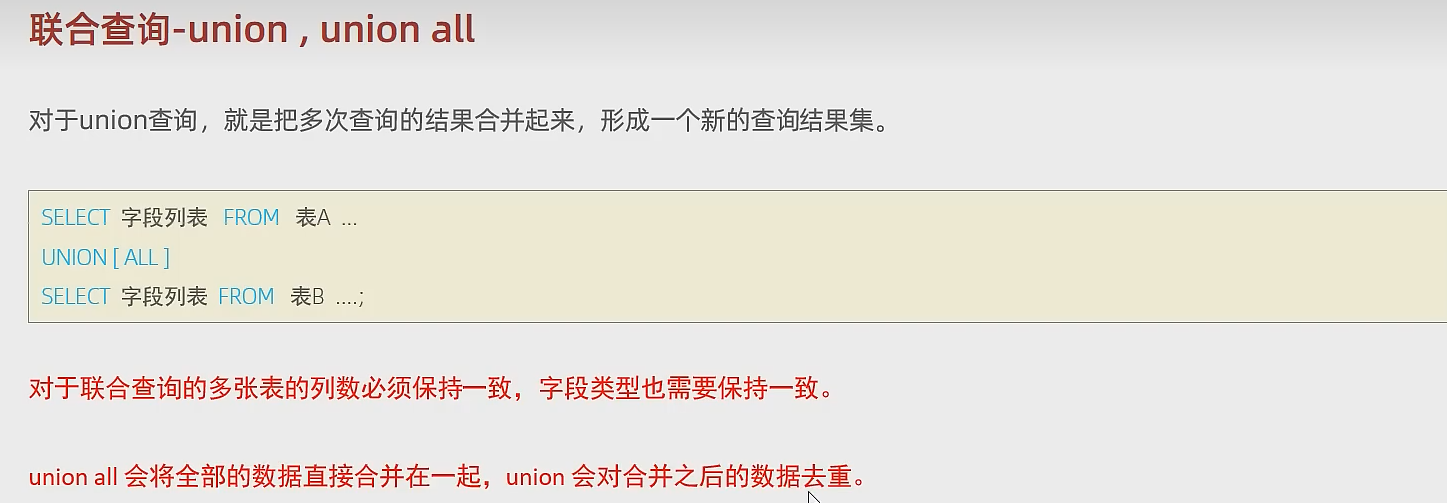 联合查询-union , union all
对于union查询，就是把多次查询的结果合并起来，形成一个新的查询结果集。
SELECT 字段列表 FROM 表A ...
UNION [ ALL ]
SELECT 字段列表 FROM 表B ....;
对于联合查询的多张表的列数必须保持一致，字段类型也需要保持一致。
union all 会将全部的数据直接合并在一起，union 会对合并之后的数据去重。